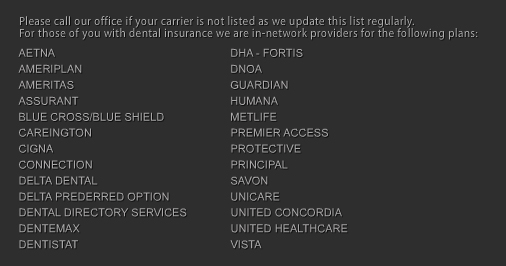 Please call our office if your carrier is not listed as we update this list regularly.
For those of you with dental insurance we are in-network providers for the following plans:
AETNA
AMERIPLAN
AMERITAS
ASSURANT
BLUE CROSS/BLUE SHIELD
CAREINGTON
CIGNA
CONNECTION
DELTA DENTAL
DELTA PREDERRED OPTION
DENTAL DIRECTORY SERVICES
DENTEMAX
DENTISTAT
DHA - FORTIS
DNOA
GUARDIAN
HUMANA
METLIFE
PREMIER ACCESS
PROTECTIVE
PRINCIPAL
SAVON
UNICARE
UNITED CONCORDIA
UNITED HEALTHCARE
VISTA